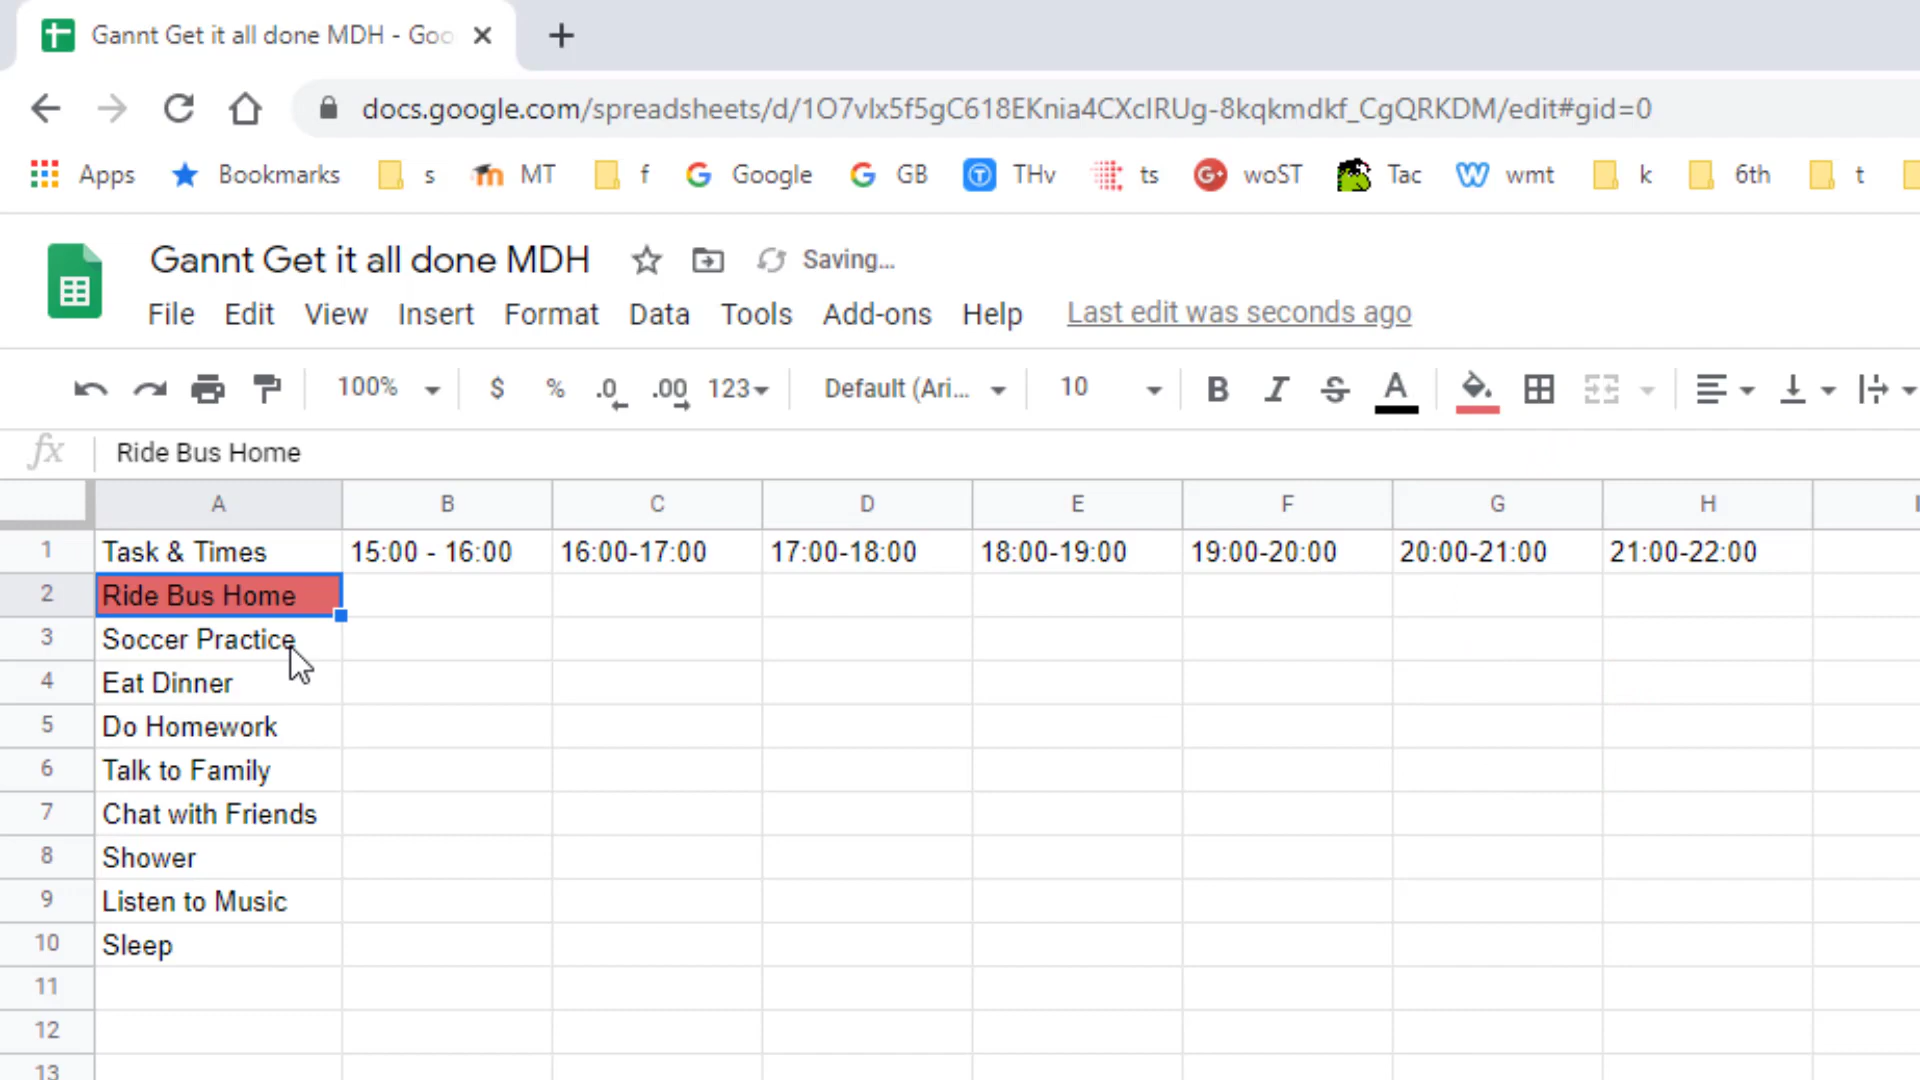 Gannt Get it all done MDH - Goo
docs.google.com/spreadsheets/d/1O7vlx5f5gC618EKnia4CXclRUg-8kqkmdkf_CgQRKDM/edit#gid=0
Apps Bookmarks s MT f Google GB THv ts woST Tac wmt k 6th t
Gannt Get it all done MDH Saving...
File Edit View Insert Format Data Tools Add-ons Help Last edit was seconds ago
100% $ % .0 .00 123 Default (Ari... 10 B I S A
fx Ride Bus Home
A B C D E F G H
1 Task & Times 15:00 - 16:00 16:00-17:00 17:00-18:00 18:00-19:00 19:00-20:00 20:00-21:00 21:00-22:00
2 Ride Bus Home
3 Soccer Practice
4 Eat Dinner
5 Do Homework
6 Talk to Family
7 Chat with Friends
8 Shower
9 Listen to Music
10 Sleep
11
12
13